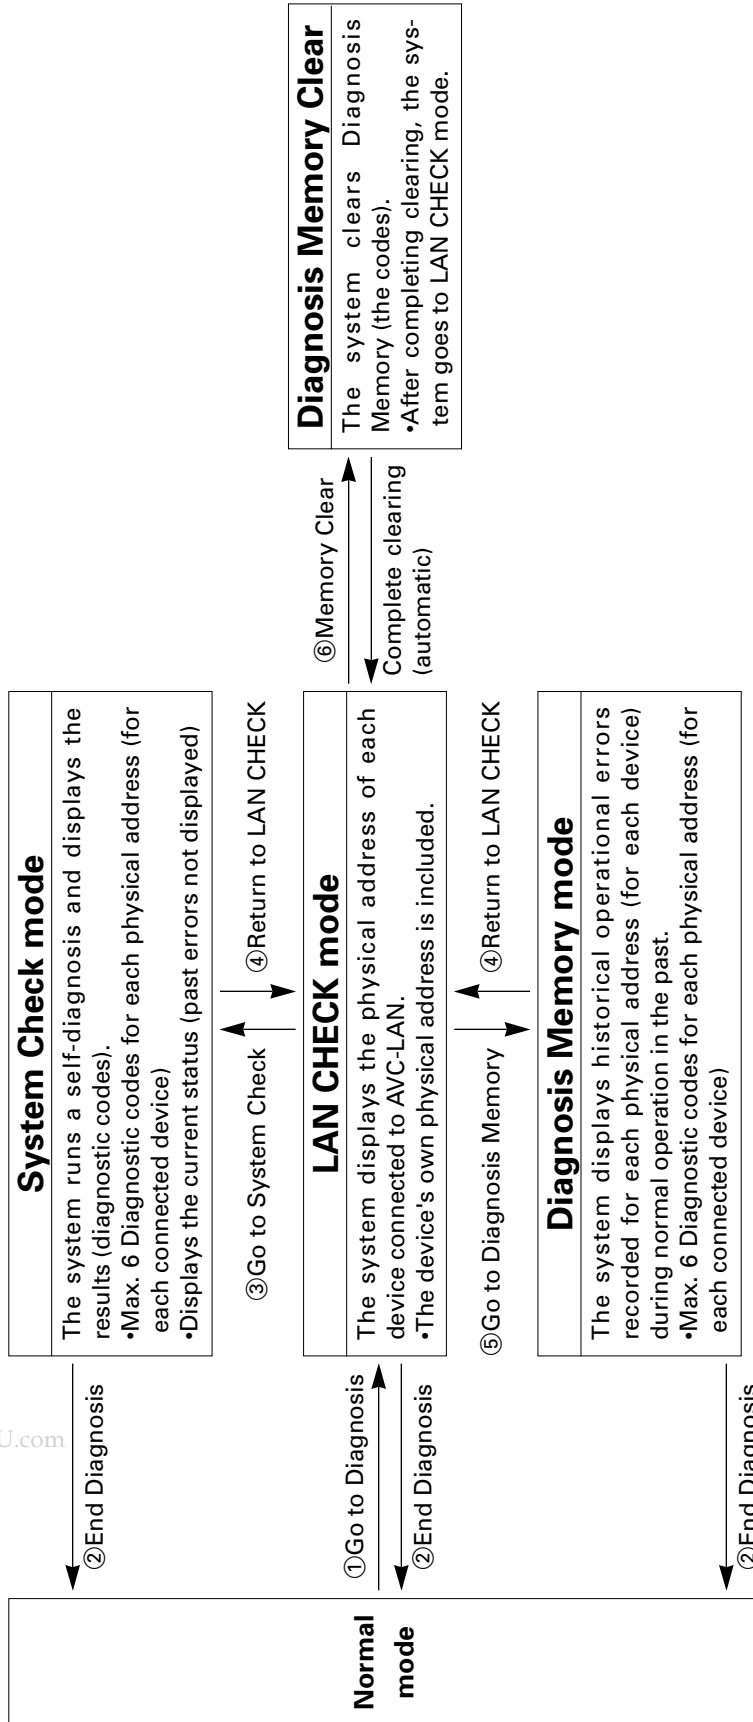 Normal
mode
②End Diagnosis
①Go to Diagnosis
②End Diagnosis
②End Diagnosis
System Check mode
The system runs a self-diagnosis and displays the
results (diagnostic codes).
•Max. 6 Diagnostic codes for each physical address (for
each connected device)
•Displays the current status (past errors not displayed)
③Go to System Check
④Return to LAN CHECK
LAN CHECK mode
The system displays the physical address of each
device connected to AVC-LAN.
•The device's own physical address is included.
⑤Go to Diagnosis Memory
④Return to LAN CHECK
Diagnosis Memory mode
The system displays historical operational errors
recorded for each physical address (for each device)
during normal operation in the past.
•Max. 6 Diagnostic codes for each physical address (for
each connected device)
⑥Memory Clear
Complete clearing
(automatic)
Diagnosis Memory Clear
The system clears Diagnosis
Memory (the codes).
•After completing clearing, the sys-
tem goes to LAN CHECK mode.
U.com